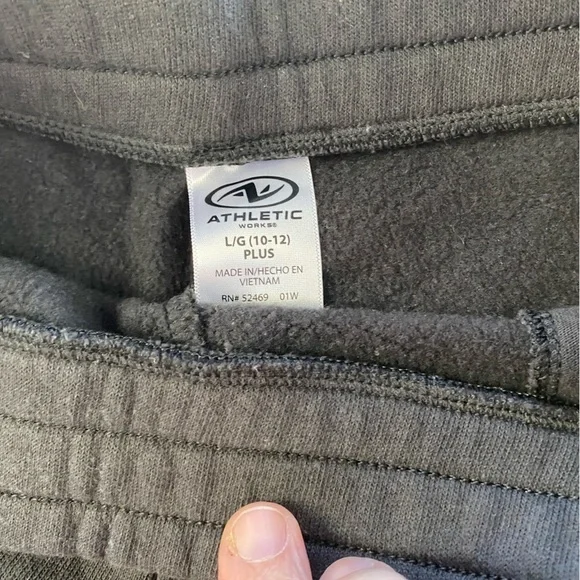 ATHLETIC
WORKS®
L/G (10-12)
PLUS
MADE IN/HECHO EN
VIETNAM
RN# 52469 01W